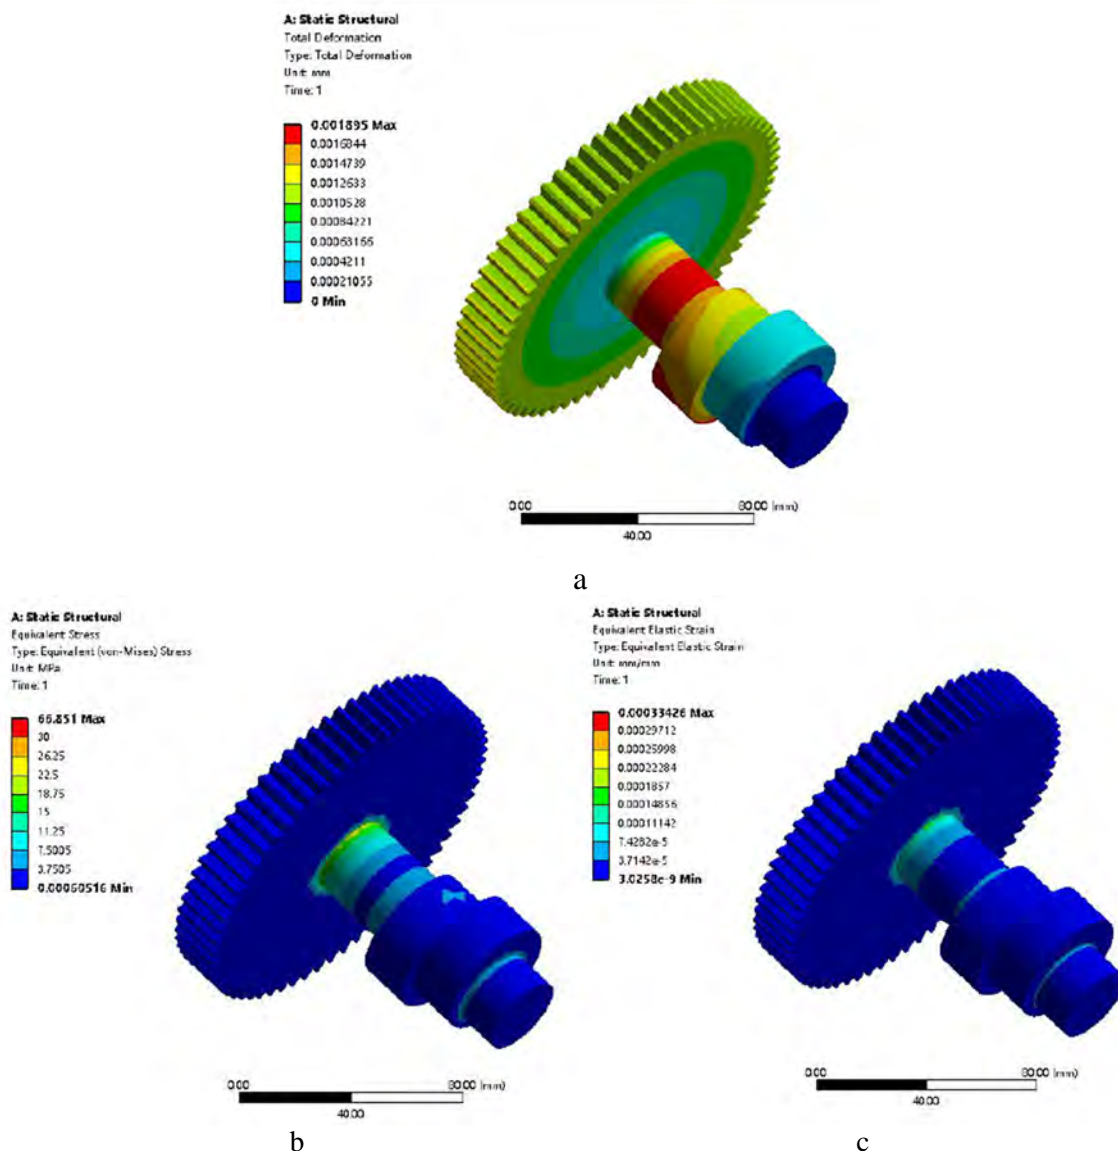 A: Static Structural
Total Deformation
Type: Total Deformation
Unit: mm
Time: 1
0.001895 Max
0.0016844
0.0014739
0.0012633
0.0010528
0.00084221
0.00063166
0.0004211
0.00021055
0 Min
0.00
80.00 (mm)
40.00
a
A: Static Structural
Equivalent Stress
Type: Equivalent (von-Mises) Stress
Unit: MPa
Time: 1
66.851 Max
30
26.25
22.5
18.75
15
11.25
7.5005
3.7505
0.00060516 Min
0.00
80.00 (mm)
40.00
b
A: Static Structural
Equivalent Elastic Strain
Type: Equivalent Elastic Strain
Unit: mm/mm
Time: 1
0.00033426 Max
0.00029712
0.00025998
0.00022284
0.0001857
0.00014856
0.00011142
7.4282e-5
3.7142e-5
3.0258e-9 Min
0.00
80.00 (mm)
40.00
c